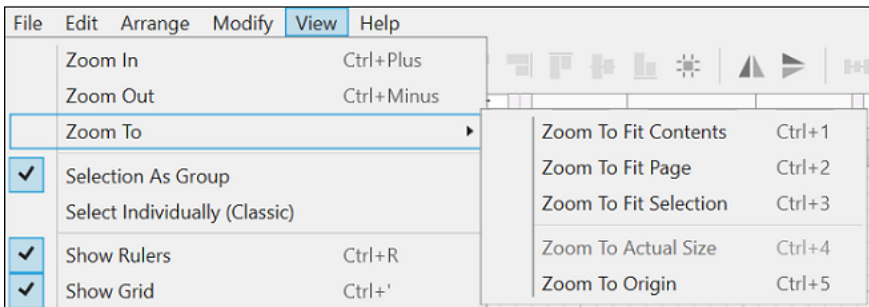 File Edit Arrange Modify View Help
Zoom In Ctrl+Plus
Zoom Out Ctrl+Minus
Zoom To
Selection As Group
Select Individually (Classic)
Show Rulers Ctrl+R
Show Grid Ctrl+'
Zoom To Fit Contents Ctrl+1
Zoom To Fit Page Ctrl+2
Zoom To Fit Selection Ctrl+3
Zoom To Actual Size Ctrl+4
Zoom To Origin Ctrl+5